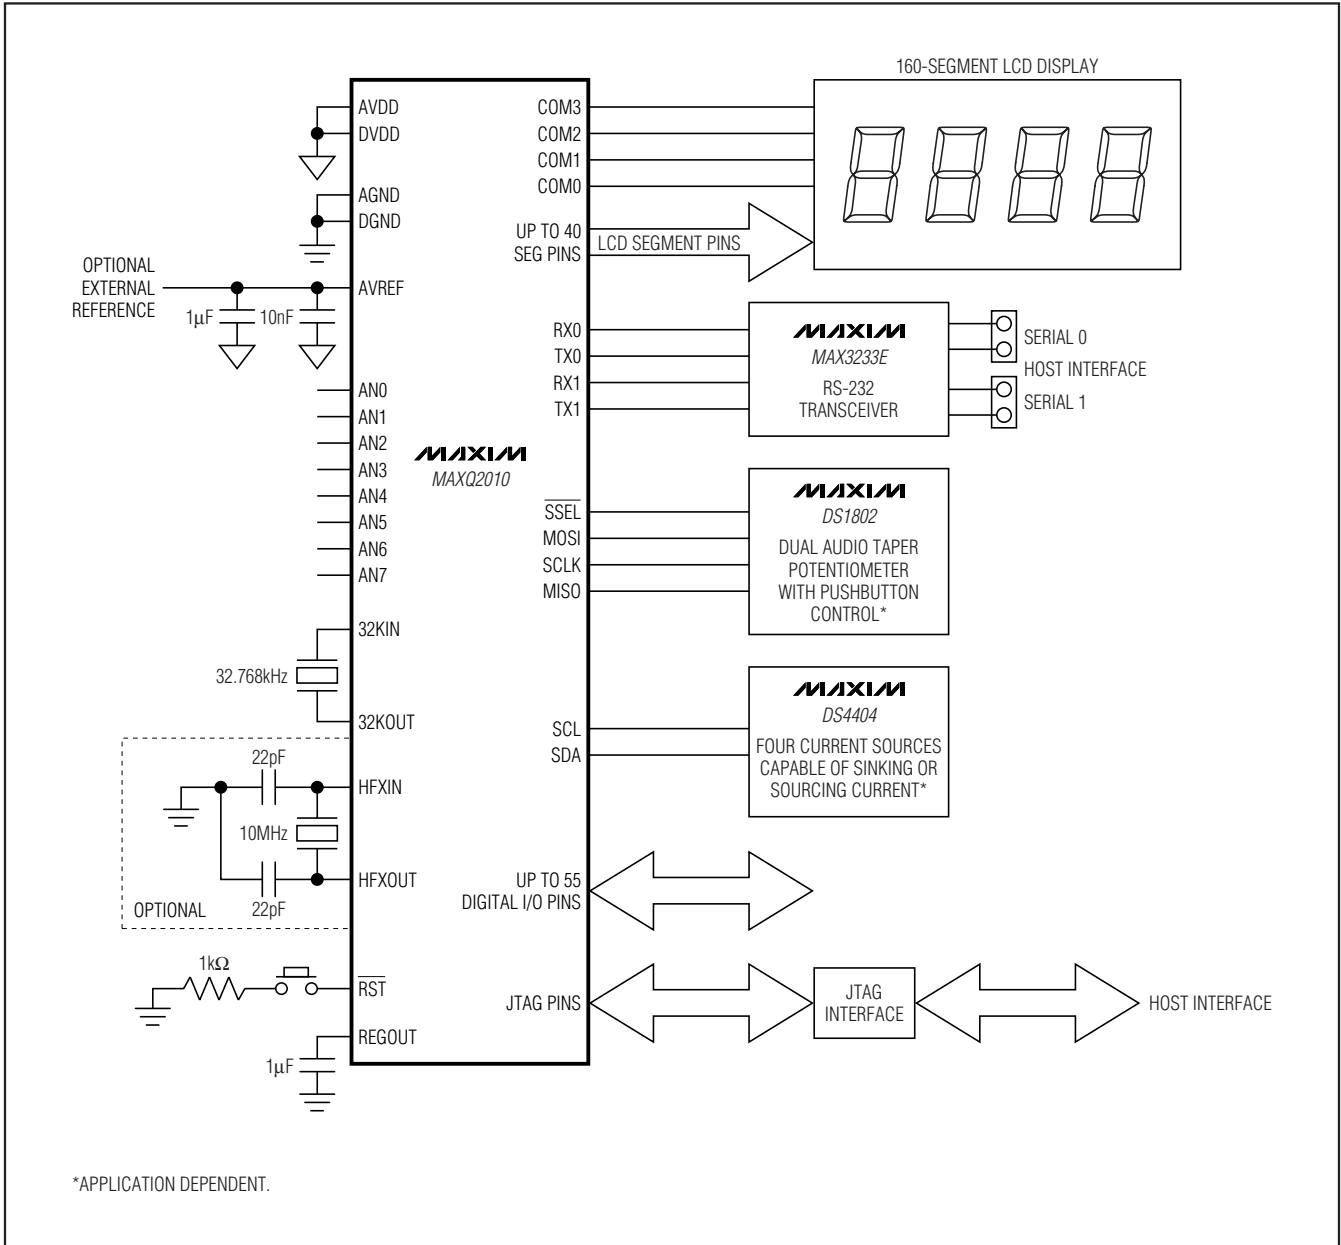 160-SEGMENT LCD DISPLAY
AVDD
DVDD
AGND
DGND
OPTIONAL
EXTERNAL
REFERENCE
1µF
10nF
AVREF
AN0
AN1
AN2
AN3
AN4
AN5
AN6
AN7
32KIN
32.768kHz
32KOUT
22pF
HFXIN
10MHz
HFXOUT
22pF
OPTIONAL
1kΩ
RST
REGOUT
1µF
MAXIM
MAXQ2010
COM3
COM2
COM1
COM0
UP TO 40
SEG PINS
LCD SEGMENT PINS
RX0
TX0
RX1
TX1
MAXIM
MAX3233E
RS-232
TRANSCEIVER
SERIAL 0
HOST INTERFACE
SERIAL 1
SSEL
MOSI
SCLK
MISO
MAXIM
DS1802
DUAL AUDIO TAPER
POTENTIOMETER
WITH PUSHBUTTON
CONTROL*
SCL
SDA
MAXIM
DS4404
FOUR CURRENT SOURCES
CAPABLE OF SINKING OR
SOURCING CURRENT*
UP TO 55
DIGITAL I/O PINS
JTAG PINS
JTAG
INTERFACE
HOST INTERFACE
*APPLICATION DEPENDENT.